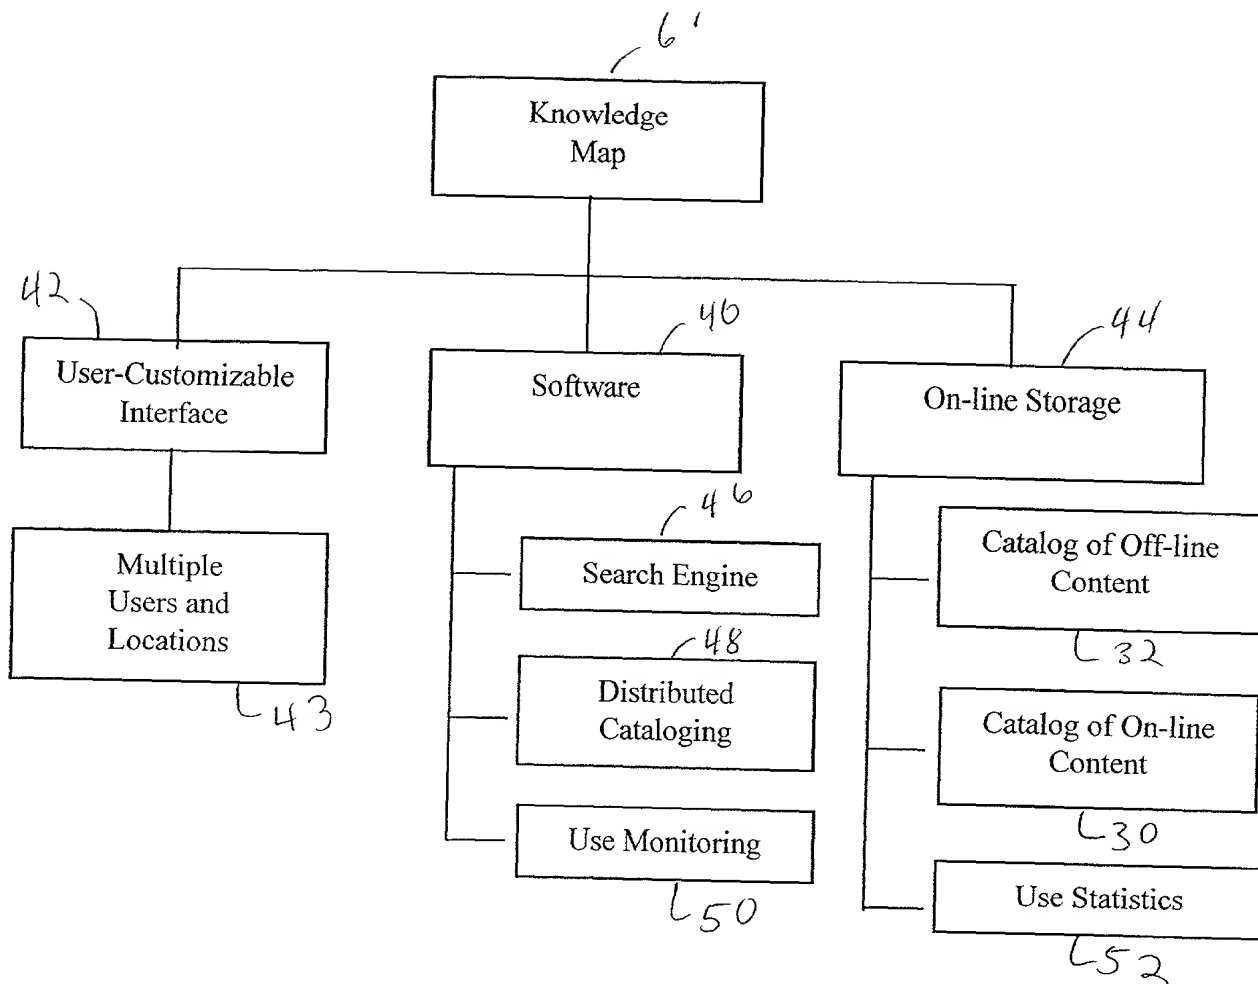 6'
Knowledge
Map
42
User-Customizable
Interface
40
Software
44
On-line Storage
Multiple
Users and
Locations
43
46
Search Engine
48
Distributed
Cataloging
Use Monitoring
50
Catalog of Off-line
Content
32
Catalog of On-line
Content
30
Use Statistics
52